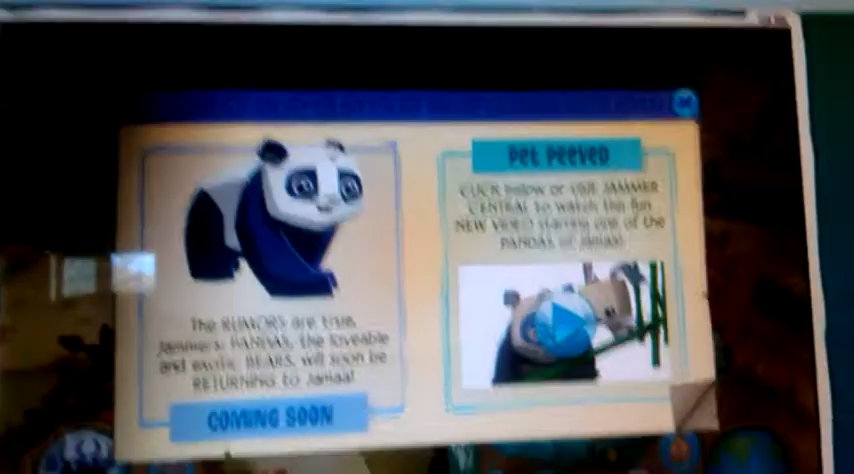 The RUMORS are true,
Jammers! PANDAS, the loveable
and exotic BEARS, will soon be
RETURNING to Jamaa!
COMING SOON
PET PEEVED
CLICK below or visit JAMMER
CENTRAL to watch the fun
NEW VIDEO starring one of the
PANDAS of Jamaa!